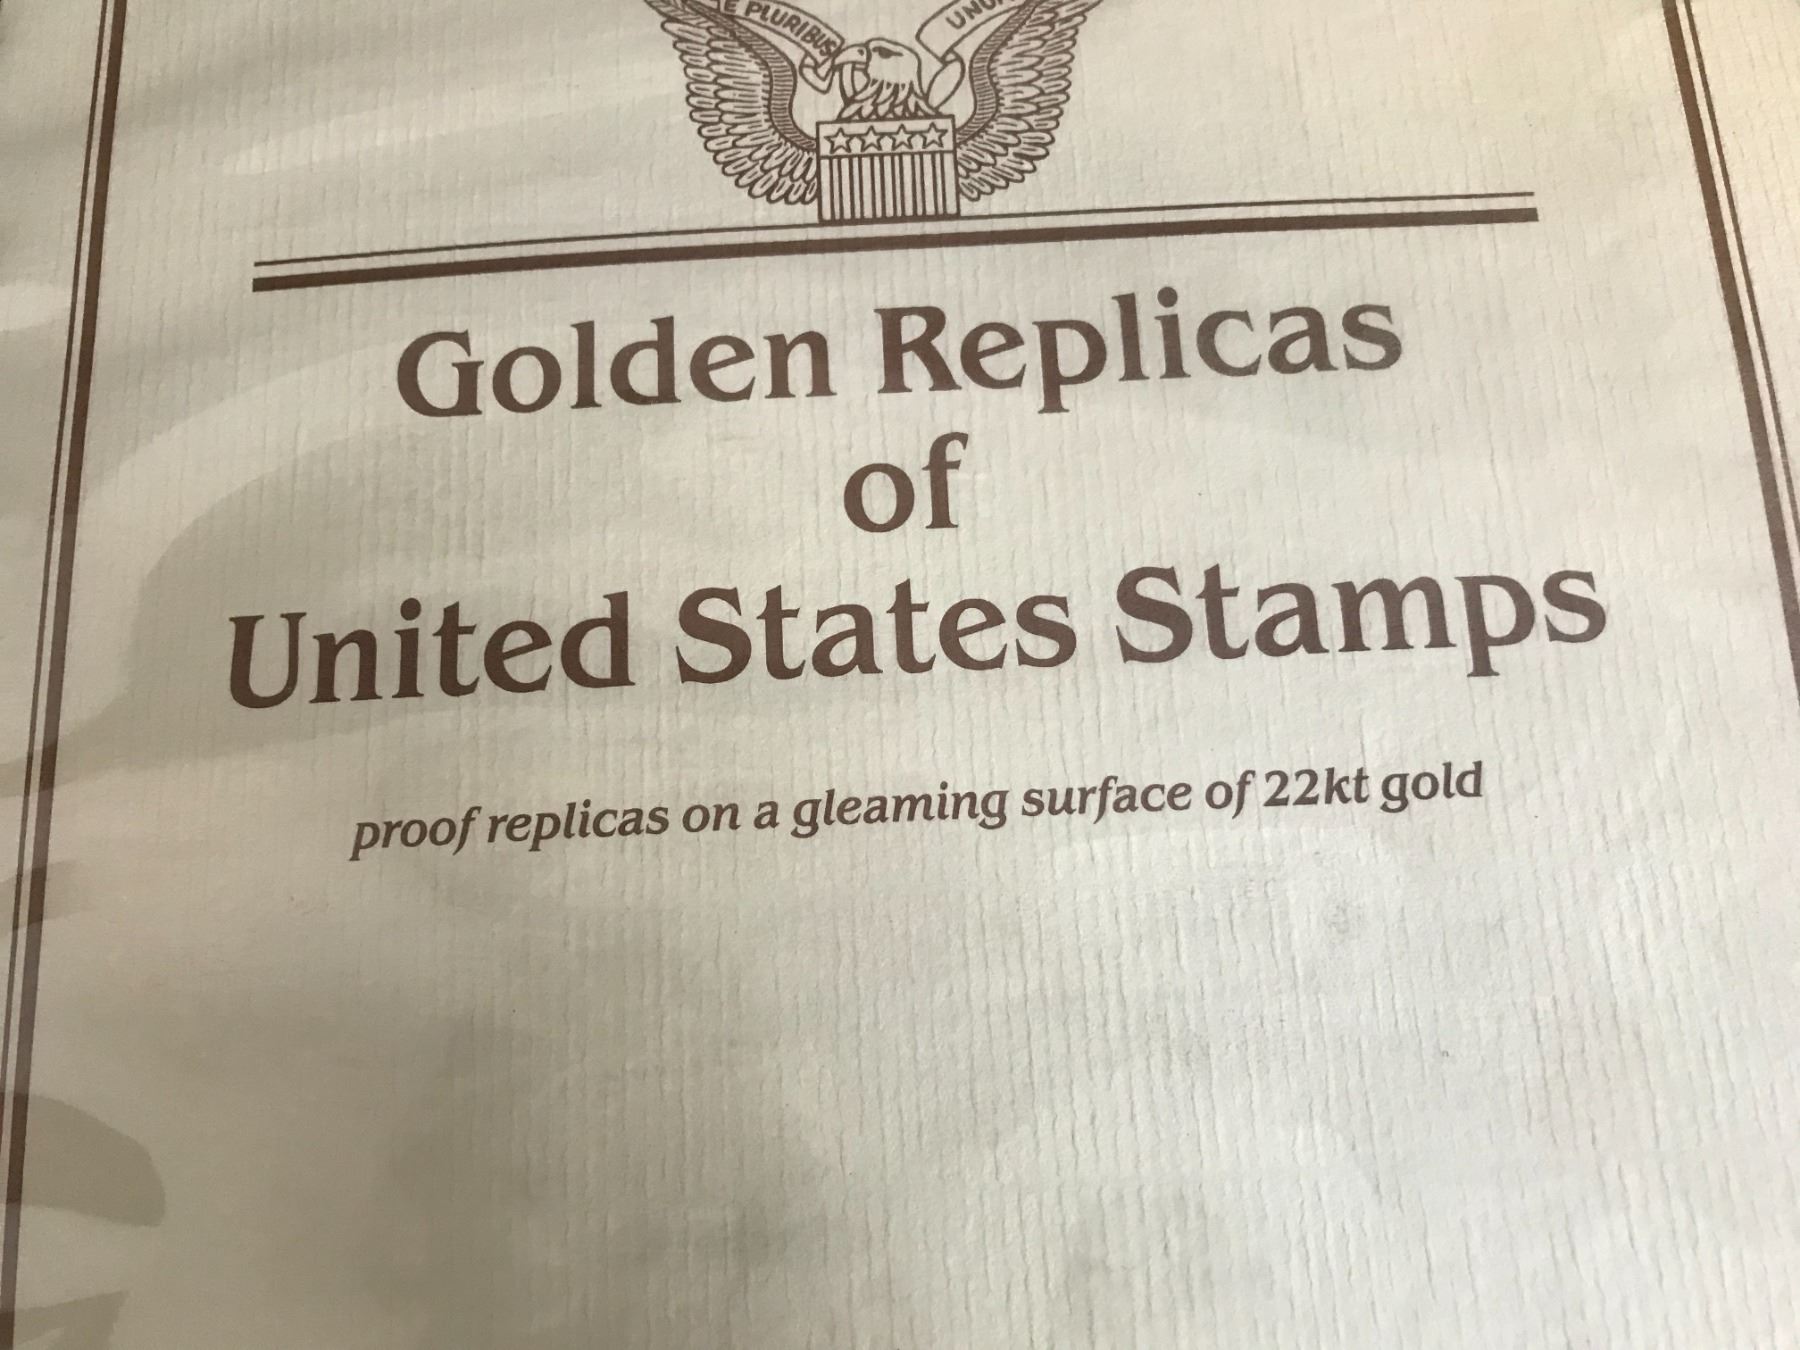 E PLURIBUS
Golden Replicas
of
United States Stamps
proof replicas on a gleaming surface of 22kt gold